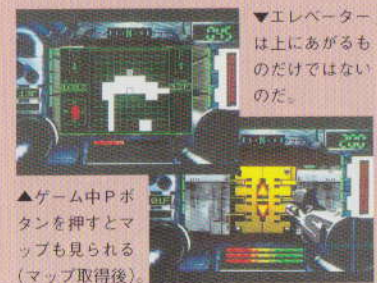 ▼エレベーター
は上にあがるも
のだけではない
のだ。
▲ゲーム中Pボ
タンを押すとマ
ップも見られる
(マップ取得後)。
200
01F